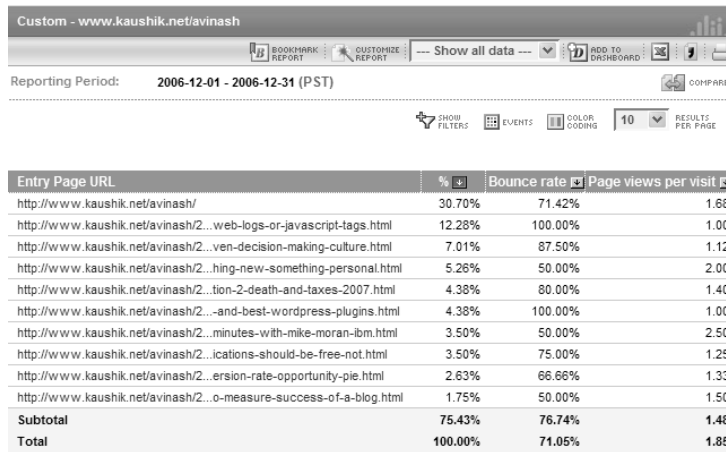 Custom - www.kaushik.net/avinash
BOOKMARK REPORT CUSTOMIZE REPORT --- Show all data --- ADD TO DASHBOARD
Reporting Period: 2006-12-01 - 2006-12-31 (PST) COMPARE
SHOW FILTERS EVENTS COLOR CODING 10 RESULTS PER PAGE
Entry Page URL % Bounce rate Page views per visit
http://www.kaushik.net/avinash/ 30.70% 71.42% 1.68
http://www.kaushik.net/avinash/2...web-logs-or-javascript-tags.html 12.28% 100.00% 1.00
http://www.kaushik.net/avinash/2...ven-decision-making-culture.html 7.01% 87.50% 1.12
http://www.kaushik.net/avinash/2...hing-new-something-personal.html 5.26% 50.00% 2.00
http://www.kaushik.net/avinash/2...tion-2-death-and-taxes-2007.html 4.38% 80.00% 1.40
http://www.kaushik.net/avinash/2...-and-best-wordpress-plugins.html 4.38% 100.00% 1.00
http://www.kaushik.net/avinash/2...minutes-with-mike-moran-ibm.html 3.50% 50.00% 2.50
http://www.kaushik.net/avinash/2...ications-should-be-free-not.html 3.50% 75.00% 1.25
http://www.kaushik.net/avinash/2...ersion-rate-opportunity-pie.html 2.63% 66.66% 1.33
http://www.kaushik.net/avinash/2...o-measure-success-of-a-blog.html 1.75% 50.00% 1.50
Subtotal 75.43% 76.74% 1.48
Total 100.00% 71.05% 1.85